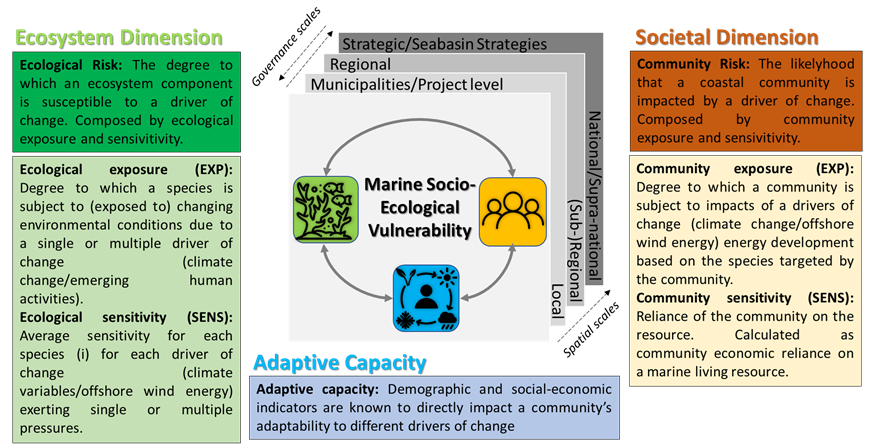 Ecosystem Dimension
Ecological Risk: The degree to
which an ecosystem component
is susceptible to a driver of
change. Composed by ecological
exposure and sensivitivity.
Ecological exposure (EXP):
Degree to which a species is
subject to (exposed to) changing
environmental conditions due to
a single or multiple driver of
change (climate
change/emerging human
activities).
Ecological sensitivity (SENS):
Average sensitivity for each
species (i) for each driver of
change (climate
variables/offshore wind energy)
exerting single or multiple
pressures.
Governance scales
Strategic/Seabasin Strategies
Regional
Municipalities/Project level
Marine Socio-
Ecological
Vulnerability
National/Supra-national
(Sub-)Regional
Local
Spatial scales
Adaptive Capacity
Adaptive capacity: Demographic and social-economic
indicators are known to directly impact a community's
adaptability to different drivers of change
Societal Dimension
Community Risk: The likelyhood
that a coastal community is
impacted by a driver of change.
Composed by community
exposure and sensivitivity.
Community exposure (EXP):
Degree to which a community is
subject to impacts of a drivers of
change (climate change/offshore
wind energy) energy development
based on the species targeted by
the community.
Community sensitivity (SENS):
Reliance of the community on the
resource. Calculated as
community economic reliance on
a marine living resource.